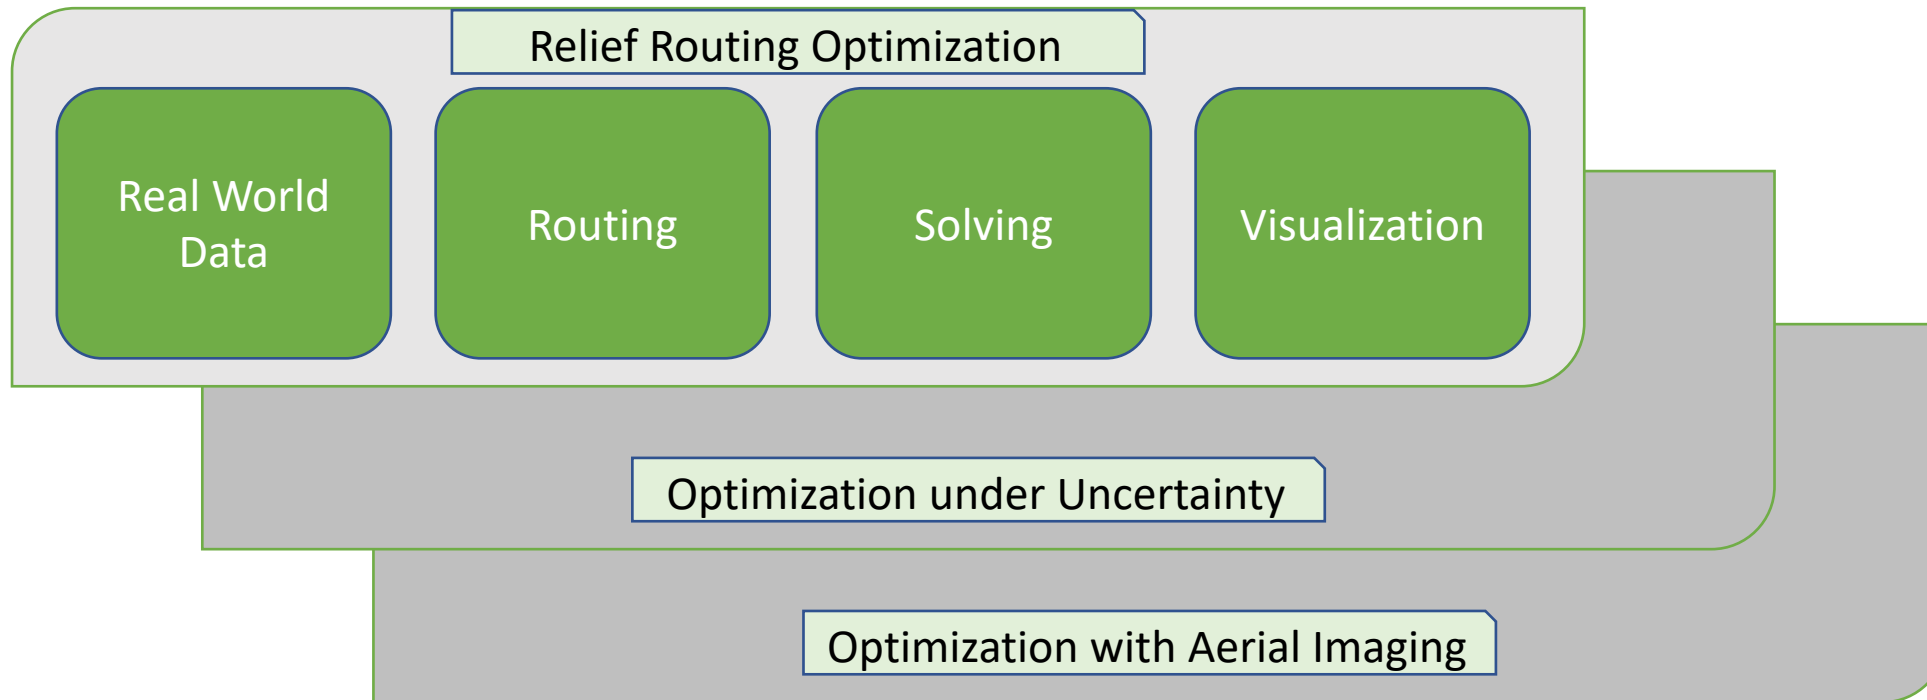 Relief Routing Optimization
Real World
Data
Routing
Solving
Visualization
Optimization under Uncertainty
Optimization with Aerial Imaging